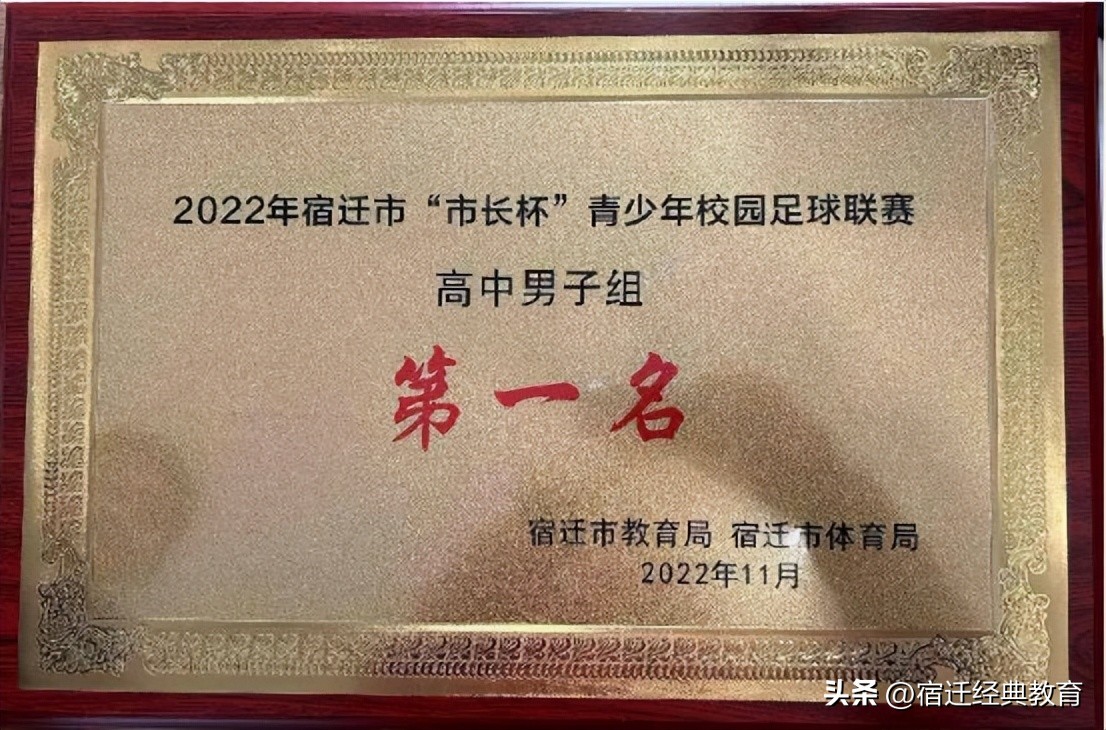 2022年宿迁市“市长杯”青少年校园足球联赛
高中男子组
第一名
宿迁市教育局 宿迁市体育局
2022年11月
头条 @宿迁经典教育